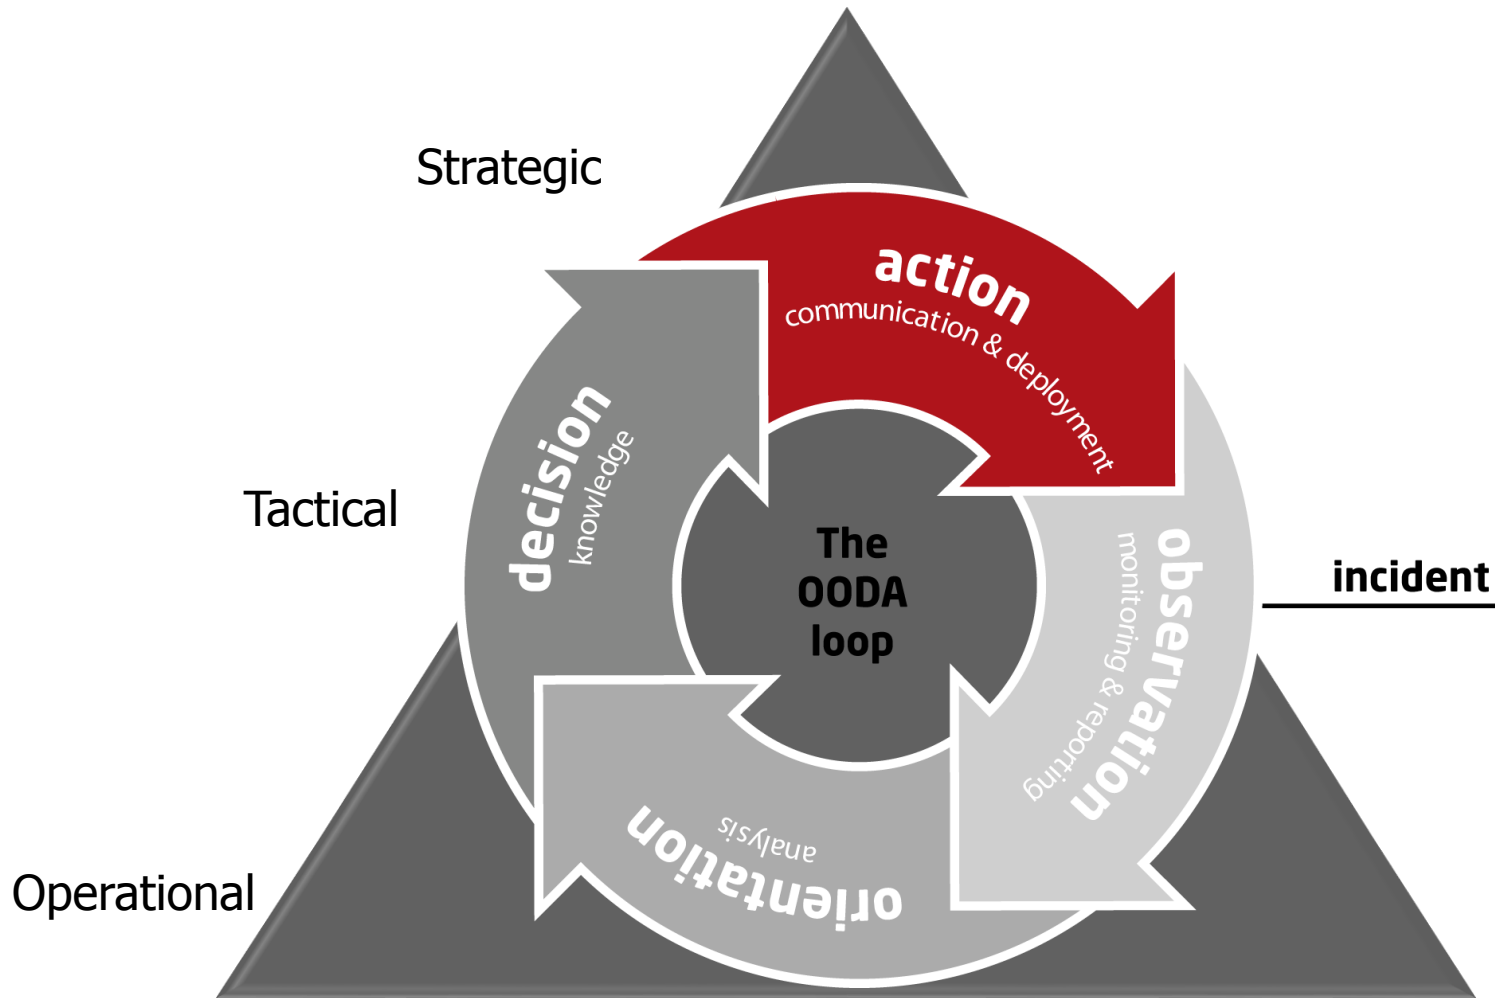 Strategic
action
communication & deployment
decision
knowledge
Tactical
The
OODA
loop
observation
monitoring & reporting
incident
orientation
analysis
Operational